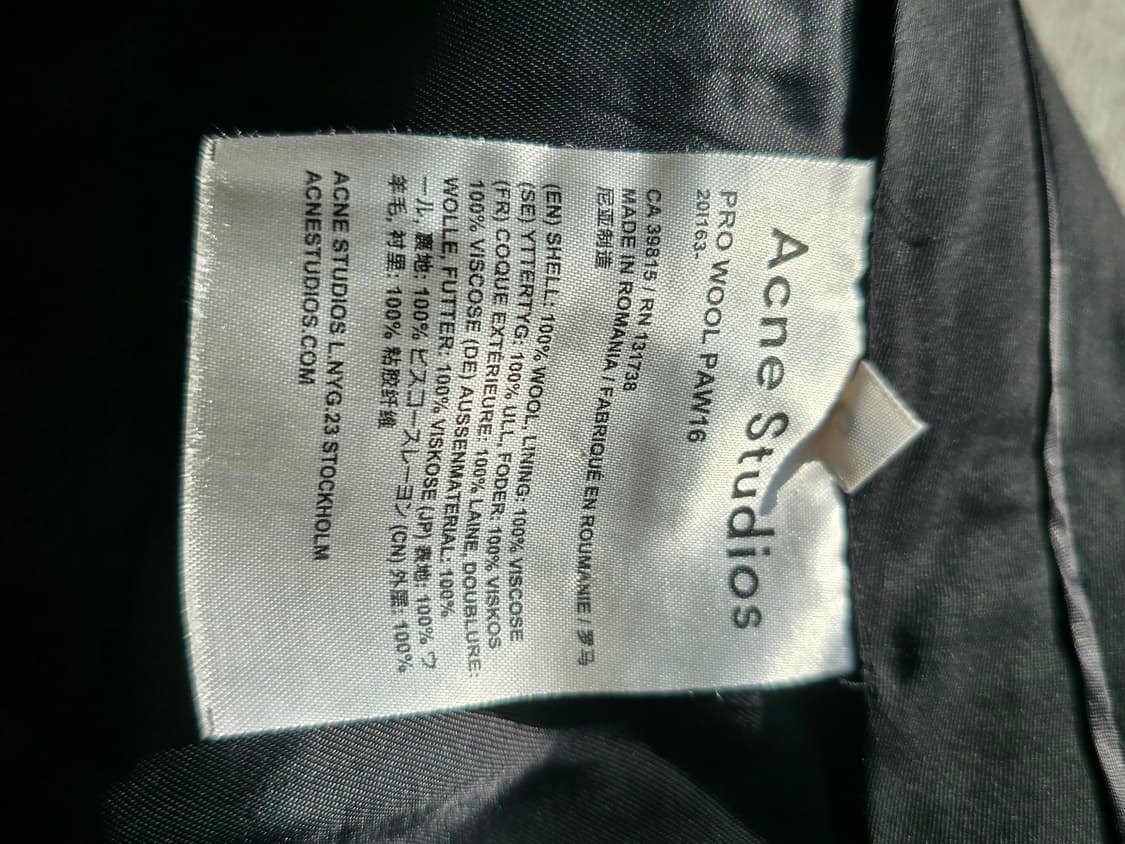 Acne Studios
PRO WOOL PAW16
201163-
CA 39815 / RN 131738
MADE IN ROMANIA / FABRIQUÉ EN ROUMANIE / 罗马
尼亚制造
(EN) SHELL: 100% WOOL, LINING: 100% VISCOSE
(SE) YTTERTYG: 100% ULL, FODER: 100% VISKOS
(FR) COQUE EXTÉRIEURE: 100% LAINE, DOUBLURE:
100% VISCOSE (DE) AUSSENMATERIAL: 100%
WOLLE, FUTTER: 100% VISKOSE (JP) 表地: 100% ウ
ール, 裏地: 100% ビスコースレーヨン (CN) 外层: 100%
羊毛, 衬里: 100% 粘胶纤维
ACNE STUDIOS L.NYG.23 STOCKHOLM
ACNESTUDIOS.COM